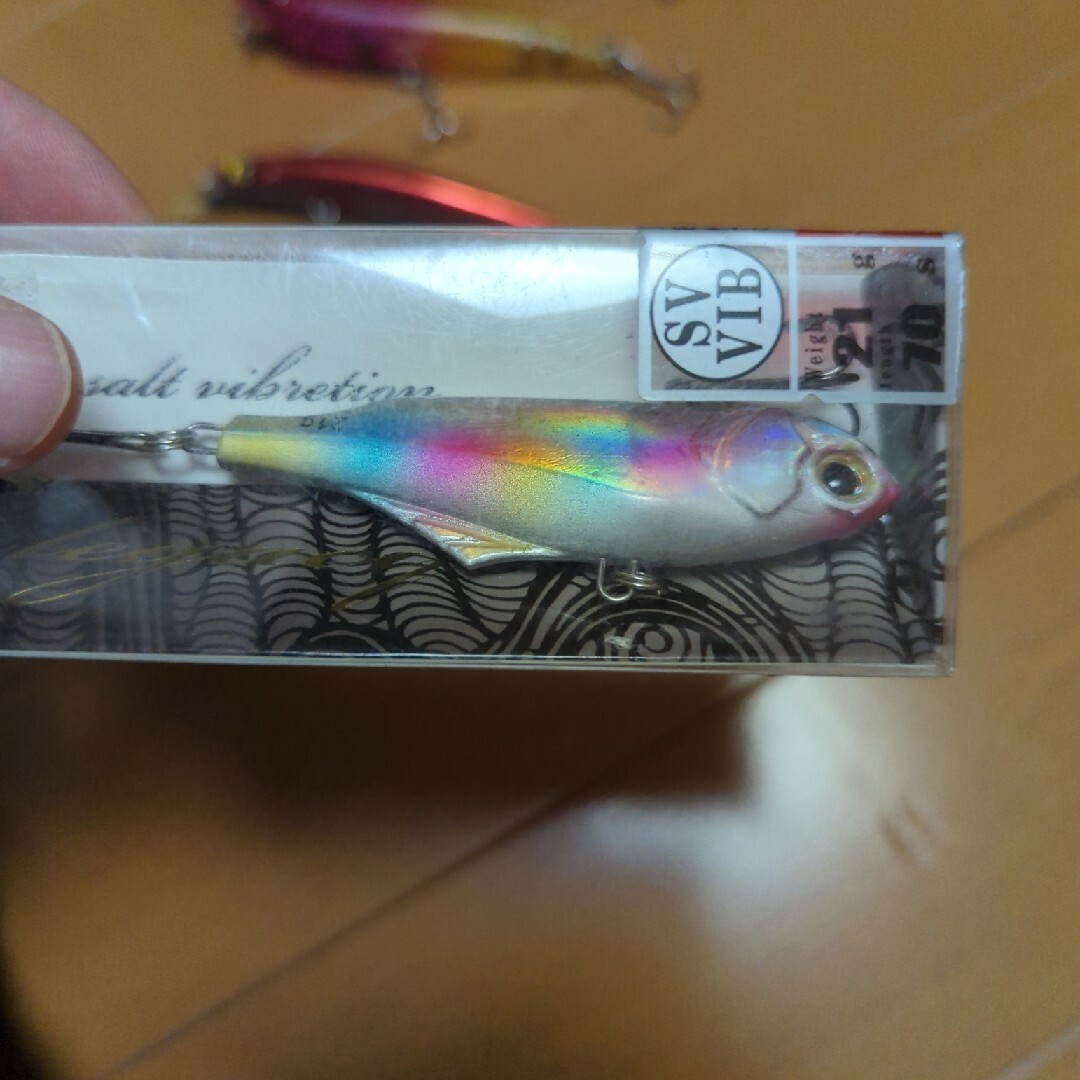 SV
VIB
Weight
21 g
length
70 S
salt vibretion